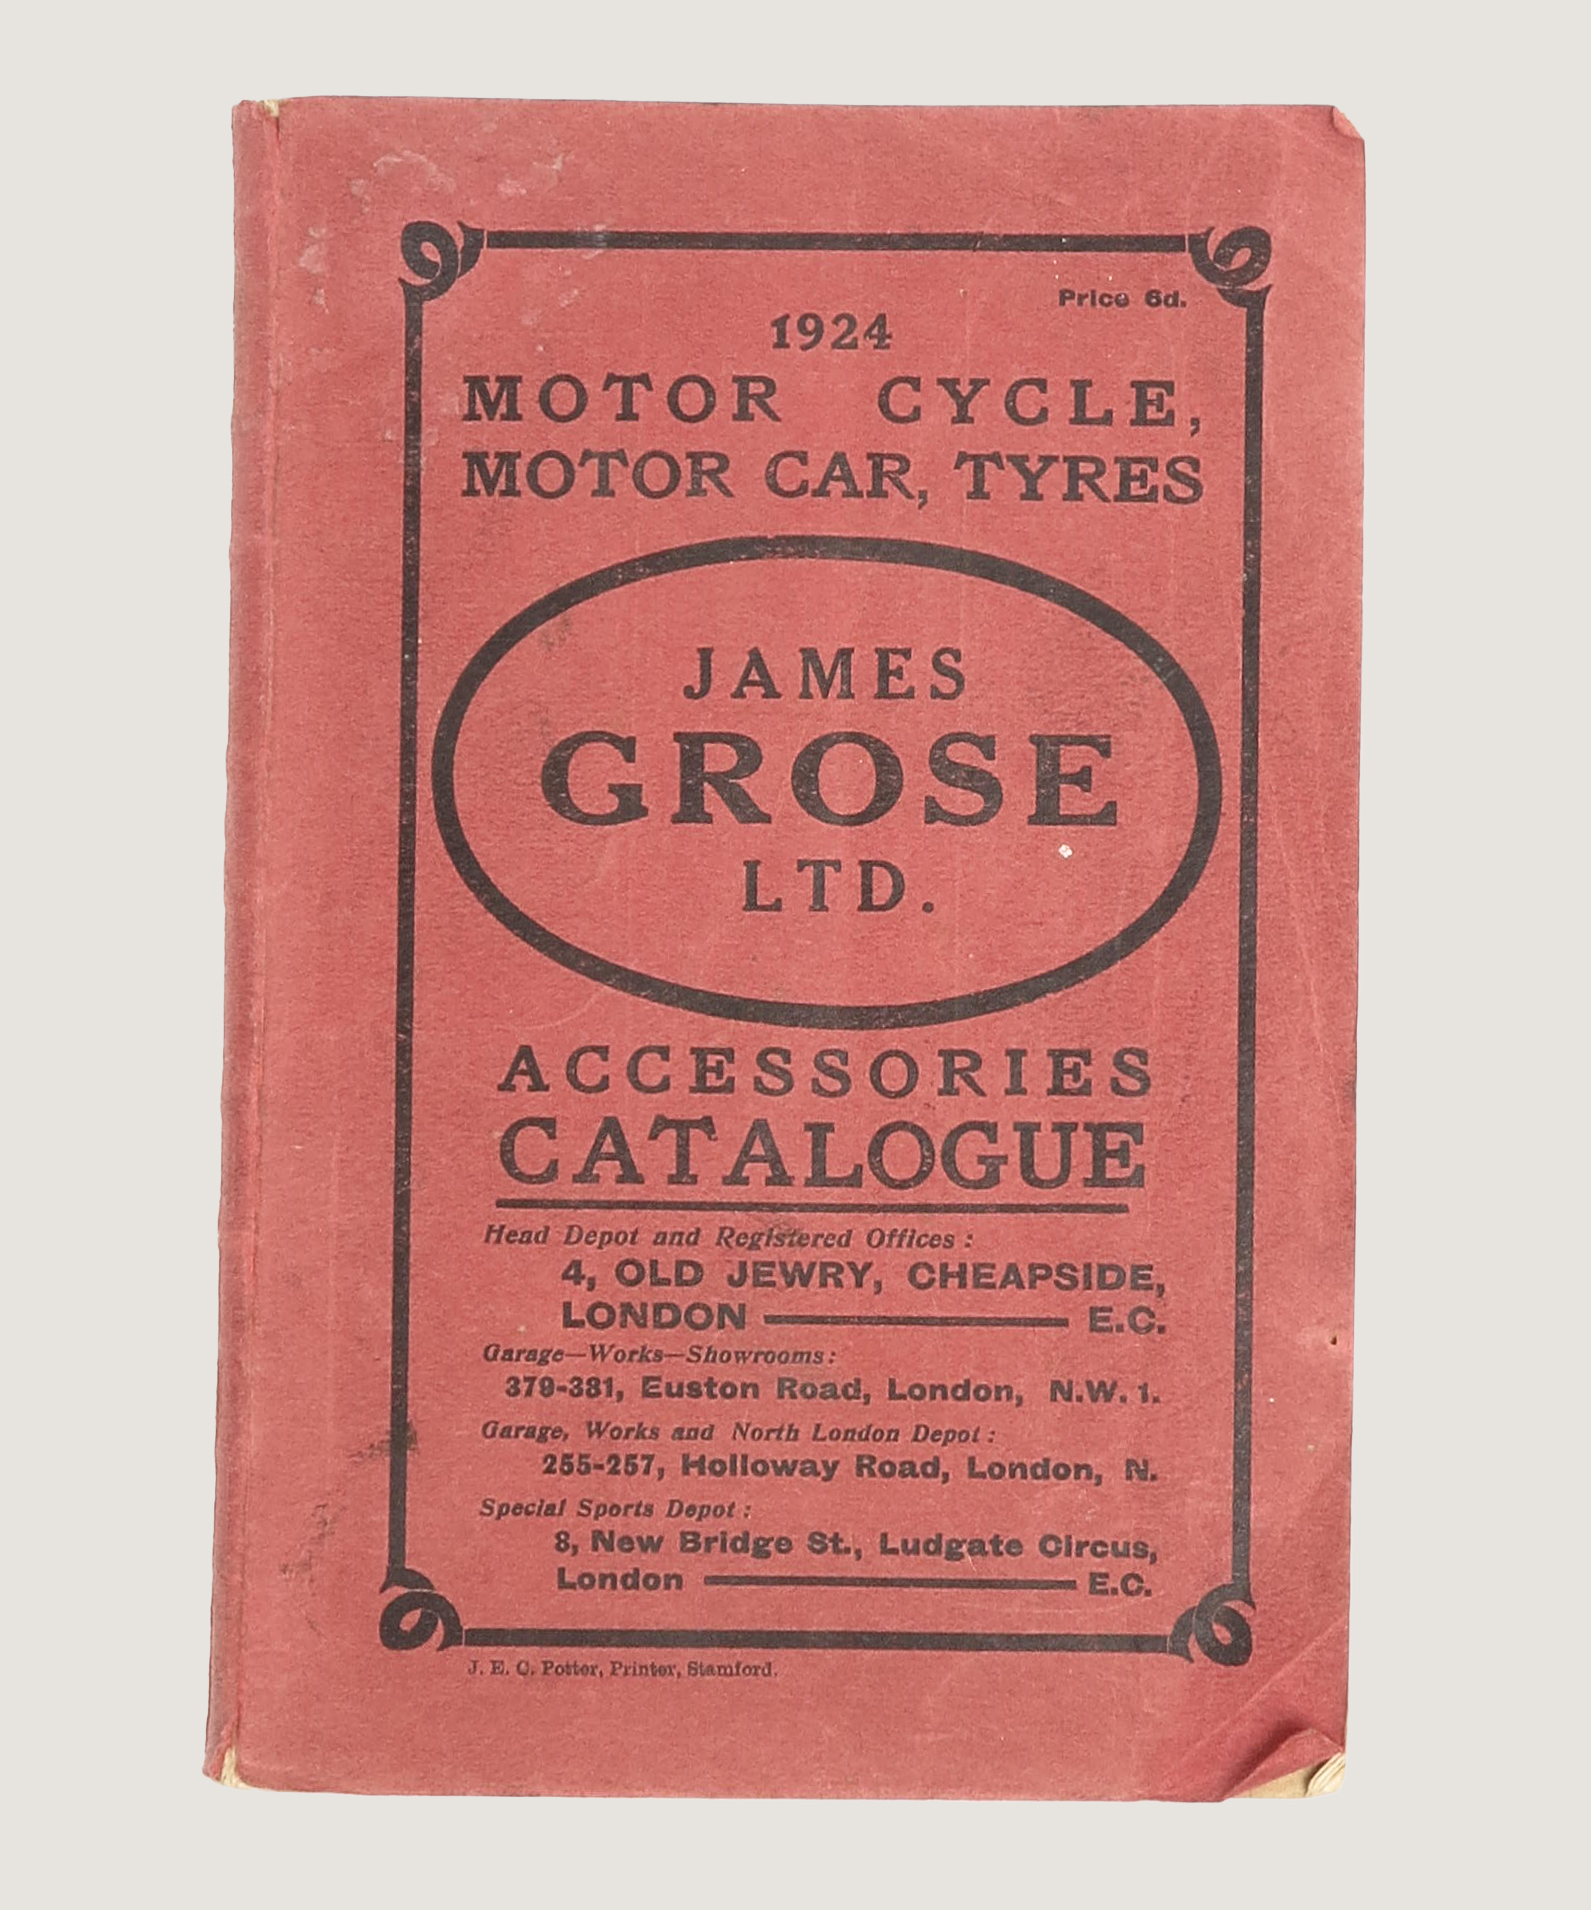 Price 6d.
1924
MOTOR CYCLE,
MOTOR CAR, TYRES
JAMES
GROSE
LTD.
ACCESSORIES
CATALOGUE
Head Depot and Registered Offices :
4, OLD JEWRY, CHEAPSIDE,
LONDON ——— E.C.
Garage—Works—Showrooms:
379-381, Euston Road, London, N.W. 1.
Garage, Works and North London Depot :
255-257, Holloway Road, London, N.
Special Sports Depot :
8, New Bridge St., Ludgate Circus,
London ——— E.C.
J. E. C. Potter, Printer, Stamford.